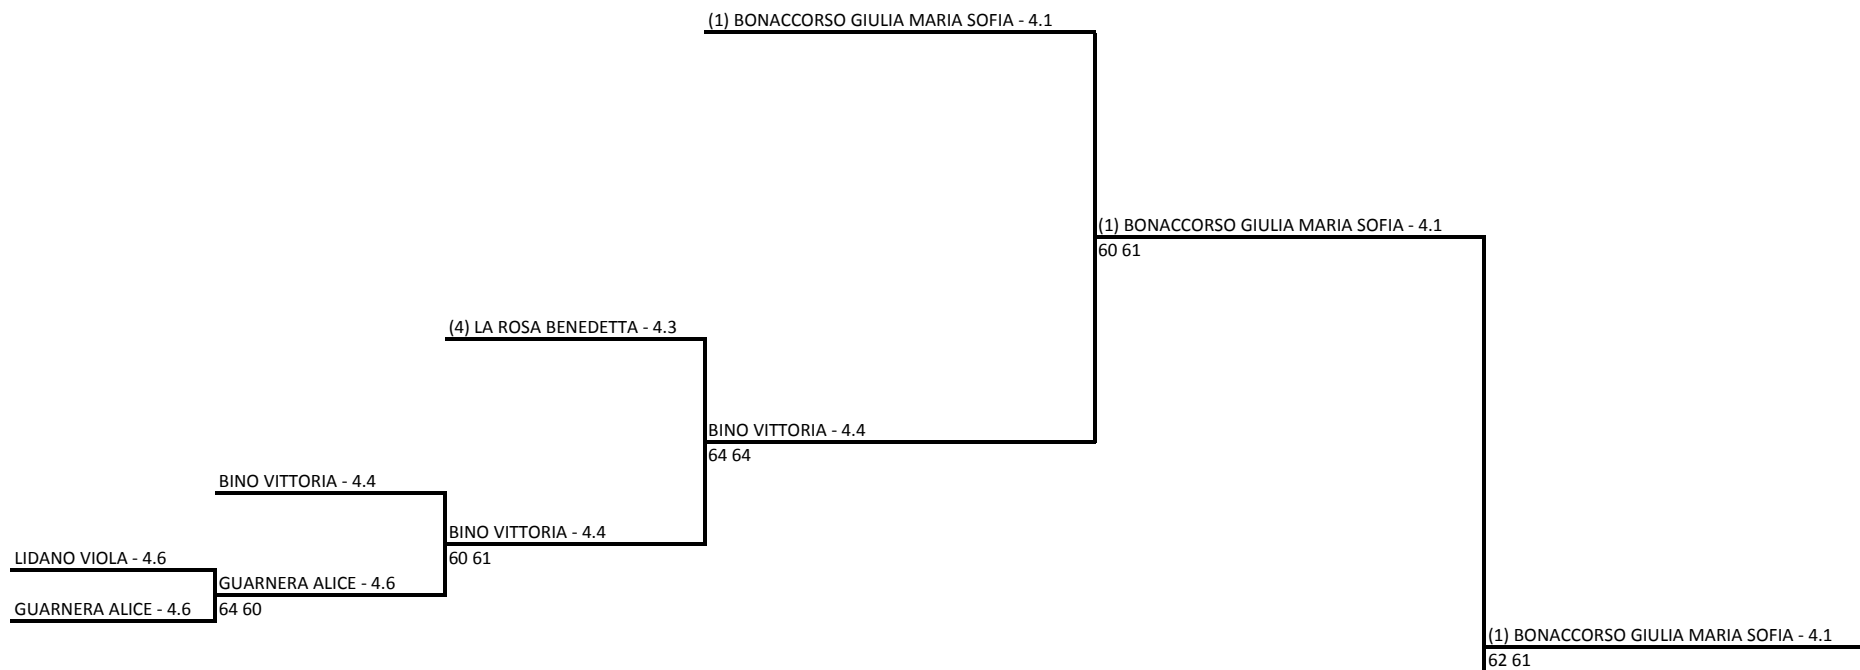 (1) BONACCORSO GIULIA MARIA SOFIA - 4.1
(1) BONACCORSO GIULIA MARIA SOFIA - 4.1
60 61
(4) LA ROSA BENEDETTA - 4.3
BINO VITTORIA - 4.4
64 64
BINO VITTORIA - 4.4
BINO VITTORIA - 4.4
60 61
LIDANO VIOLA - 4.6
GUARNERA ALICE - 4.6
64 60
GUARNERA ALICE - 4.6
(1) BONACCORSO GIULIA MARIA SOFIA - 4.1
62 61